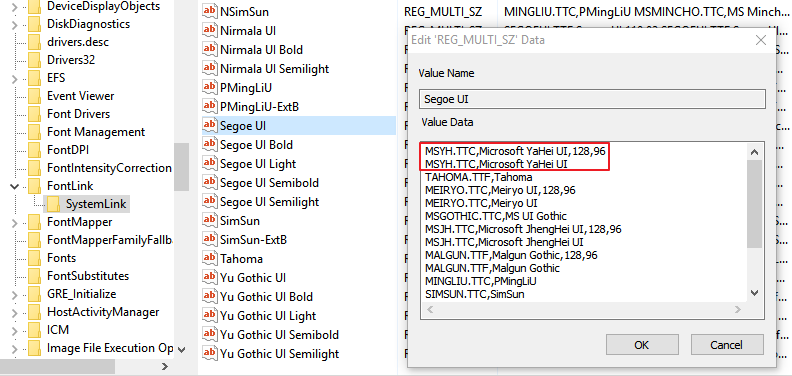 DeviceDisplayObjects
DiskDiagnostics
drivers.desc
Drivers32
EFS
Event Viewer
Font Drivers
Font Management
FontDPI
FontIntensityCorrection
FontLink
SystemLink
FontMapper
FontMapperFamilyFallba
Fonts
FontSubstitutes
GRE_Initialize
HostActivityManager
ICM
Image File Execution Op
NSimSun
Nirmala UI
Nirmala UI Bold
Nirmala UI Semilight
PMingLiU
PMingLiU-ExtB
Segoe UI
Segoe UI Bold
Segoe UI Light
Segoe UI Semibold
Segoe UI Semilight
SimSun
SimSun-ExtB
Tahoma
Yu Gothic UI
Yu Gothic UI Bold
Yu Gothic UI Light
Yu Gothic UI Semibold
Yu Gothic UI Semilight
REG_MULTI_SZ
MINGLIU.TTC,PMingLiU MSMINCHO.TTC,MS Minch...
Edit 'REG_MULTI_SZ' Data
Value Name
Segoe UI
Value Data
MSYH.TTC,Microsoft YaHei UI,128,96
MSYH.TTC,Microsoft YaHei UI
TAHOMA.TTF,Tahoma
MEIRYO.TTC,Meiryo UI,128,96
MEIRYO.TTC,Meiryo UI
MSGOTHIC.TTC,MS UI Gothic
MSJH.TTC,Microsoft JhengHei UI,128,96
MSJH.TTC,Microsoft JhengHei UI
MALGUN.TTF,Malgun Gothic,128,96
MALGUN.TTF,Malgun Gothic
MINGLIU.TTC,PMingLiU
SIMSUN.TTC,SimSun
OK
Cancel